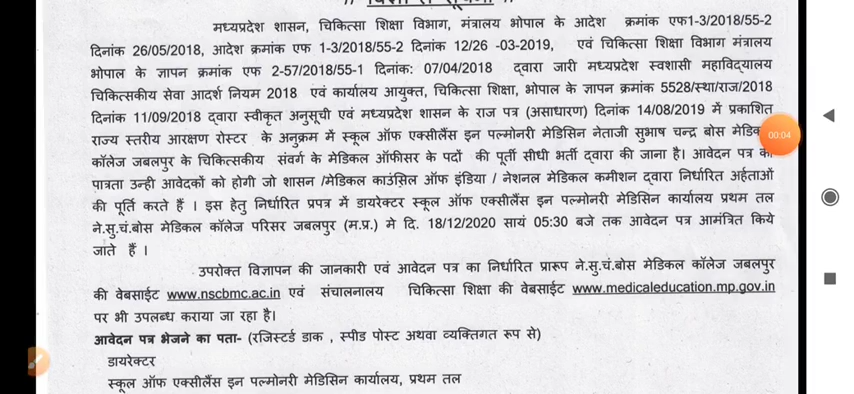 मध्यप्रदेश शासन, चिकित्सा शिक्षा विभाग, मंत्रालय भोपाल के आदेश क्रमांक एफ1-3/2018/55-2
दिनांक 26/05/2018, आदेश क्रमांक एफ 1-3/2018/55-2 दिनांक 12/26 -03-2019, एवं चिकित्सा शिक्षा विभाग मंत्रालय
भोपाल के ज्ञापन क्रमांक एफ 2-57/2018/55-1 दिनांक: 07/04/2018 द्वारा जारी मध्यप्रदेश स्वशासी महाविद्यालय
चिकित्सकीय सेवा आदर्श नियम 2018 एवं कार्यालय आयुक्त, चिकित्सा शिक्षा, भोपाल के ज्ञापन क्रमांक 5528/स्था/राज/2018
दिनांक 11/09/2018 द्वारा स्वीकृत अनुसूची एवं मध्यप्रदेश शासन के राज पत्र (असाधारण) दिनांक 14/08/2019 में प्रकाशित
राज्य स्तरीय आरक्षण रोस्टर के अनुक्रम में स्कूल ऑफ एक्सीलैंस इन पल्मोनरी मेडिसिन नेताजी सुभाष चन्द्र बोस
00:04
कॉलेज जबलपुर के चिकित्सकीय संवर्ग के मेडिकल ऑफीसर के पदों की पूर्ती सीधी भर्ती द्वारा की जाना है। आवेदन पत्र
पात्रता उन्ही आवेदकों को होगी जो शासन /मेडिकल काउंसिल ऑफ इंडिया / नेशनल मेडिकल कमीशन द्वारा निर्धारित अर्हताओं
की पूर्ति करते हैं । इस हेतु निर्धारित प्रपत्र में डायरेक्टर स्कूल ऑफ एक्सीलैंस इन पल्मोनरी मेडिसिन कार्यालय प्रथम तल
ने.सु.चं.बोस मेडिकल कॉलेज परिसर जबलपुर (म.प्र.) मे दि. 18/12/2020 सायं 05:30 बजे तक आवेदन पत्र आमंत्रित किये
जाते हैं ।
उपरोक्त विज्ञापन की जानकारी एवं आवेदन पत्र का निर्धारित प्रारूप ने.सु.चं.बोस मेडिकल कॉलेज जबलपुर
की वेबसाईट www.nscbmc.ac.in एवं संचालनालय चिकित्सा शिक्षा की वेबसाईट www.medicaleducation.mp.gov.in
पर भी उपलब्ध कराया जा रहा है।
आवेदन पत्र भेजने का पता- (रजिस्टर्ड डाक , स्पीड पोस्ट अथवा व्यक्तिगत रूप से)
डायरेक्टर
स्कूल ऑफ एक्सीलैंस इन पल्मोनरी मेडिसिन कार्यालय, प्रथम तल